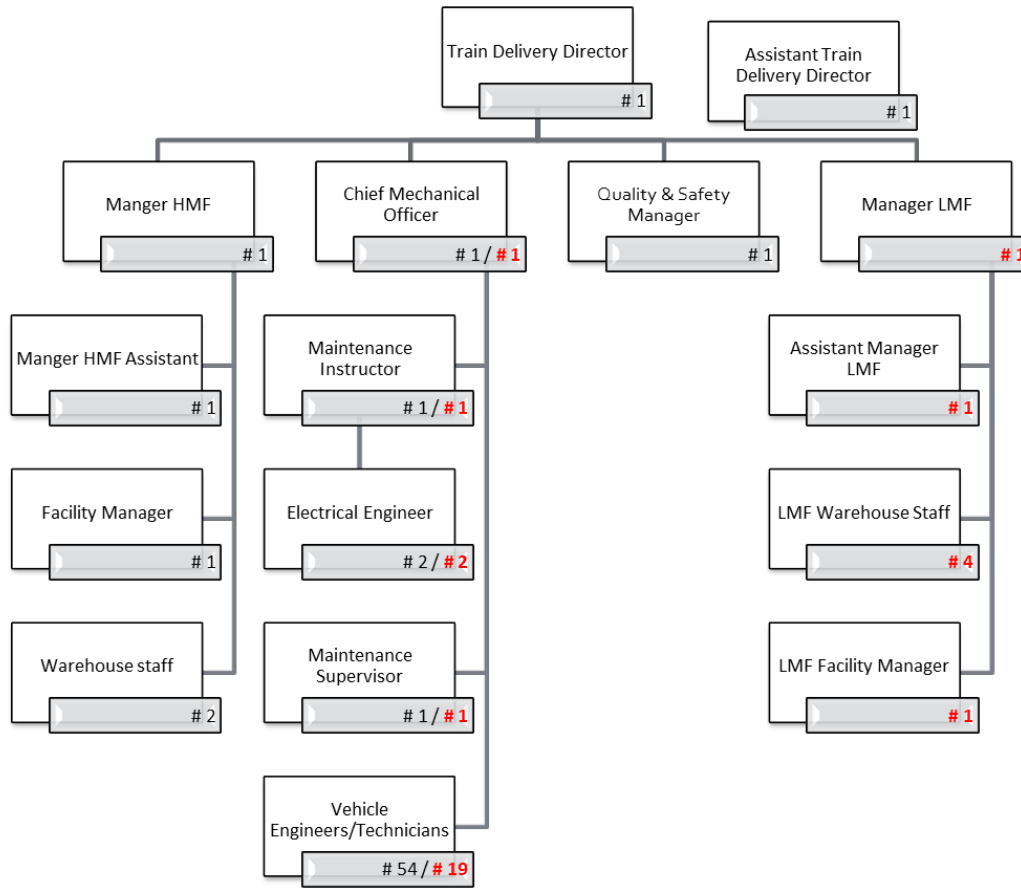 Train Delivery Director
# 1
Assistant Train
Delivery Director
# 1
Manger HMF
# 1
Chief Mechanical
Officer
# 1 / # 1
Quality & Safety
Manager
# 1
Manager LMF
# 1
Manger HMF Assistant
# 1
Maintenance
Instructor
# 1 / # 1
Assistant Manager
LMF
# 1
Facility Manager
# 1
Electrical Engineer
# 2 / # 2
LMF Warehouse Staff
# 4
Warehouse staff
# 2
Maintenance
Supervisor
# 1 / # 1
LMF Facility Manager
# 1
Vehicle
Engineers/Technicians
# 54 / # 19